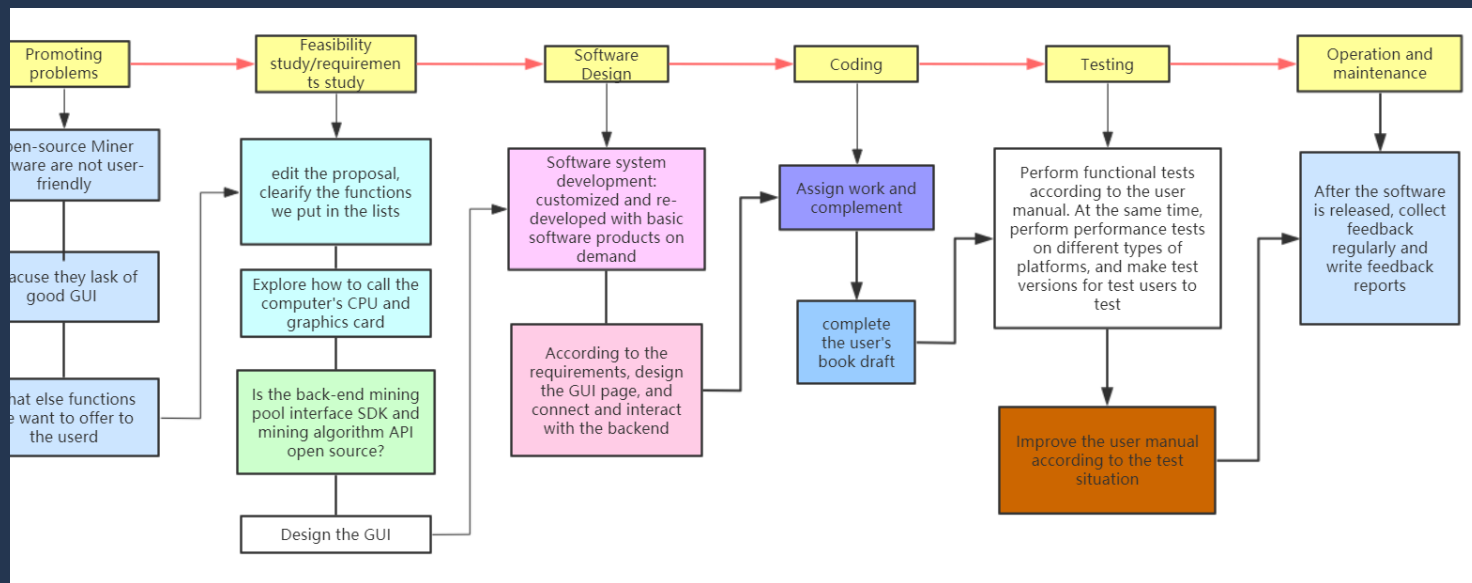 Promoting
problems
Feasibility
study/requiremen
ts study
Software
Design
Coding
Testing
Operation and
maintenance
pen-source Miner
ware are not user-
friendly
acuse they lask of
good GUI
hat else functions
e want to offer to
the userd
edit the proposal,
clearify the functions
we put in the lists
Explore how to call the
computer's CPU and
graphics card
Is the back-end mining
pool interface SDK and
mining algorithm API
open source?
Design the GUI
Software system
development:
customized and re-
developed with basic
software products on
demand
According to the
requirements, design
the GUI page, and
connect and interact
with the backend
Assign work and
complement
complete
the user's
book draft
Perform functional tests
according to the user
manual. At the same time,
perform performance tests
on different types of
platforms, and make test
versions for test users to
test
Improve the user manual
according to the test
situation
After the software
is released, collect
feedback
regularly and
write feedback
reports